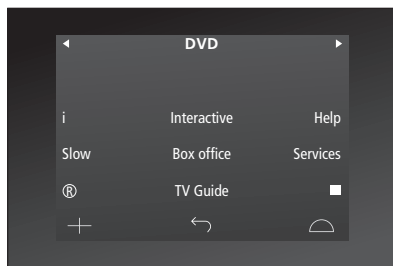 DVD
i Interactive Help
Slow Box office Services
® TV Guide